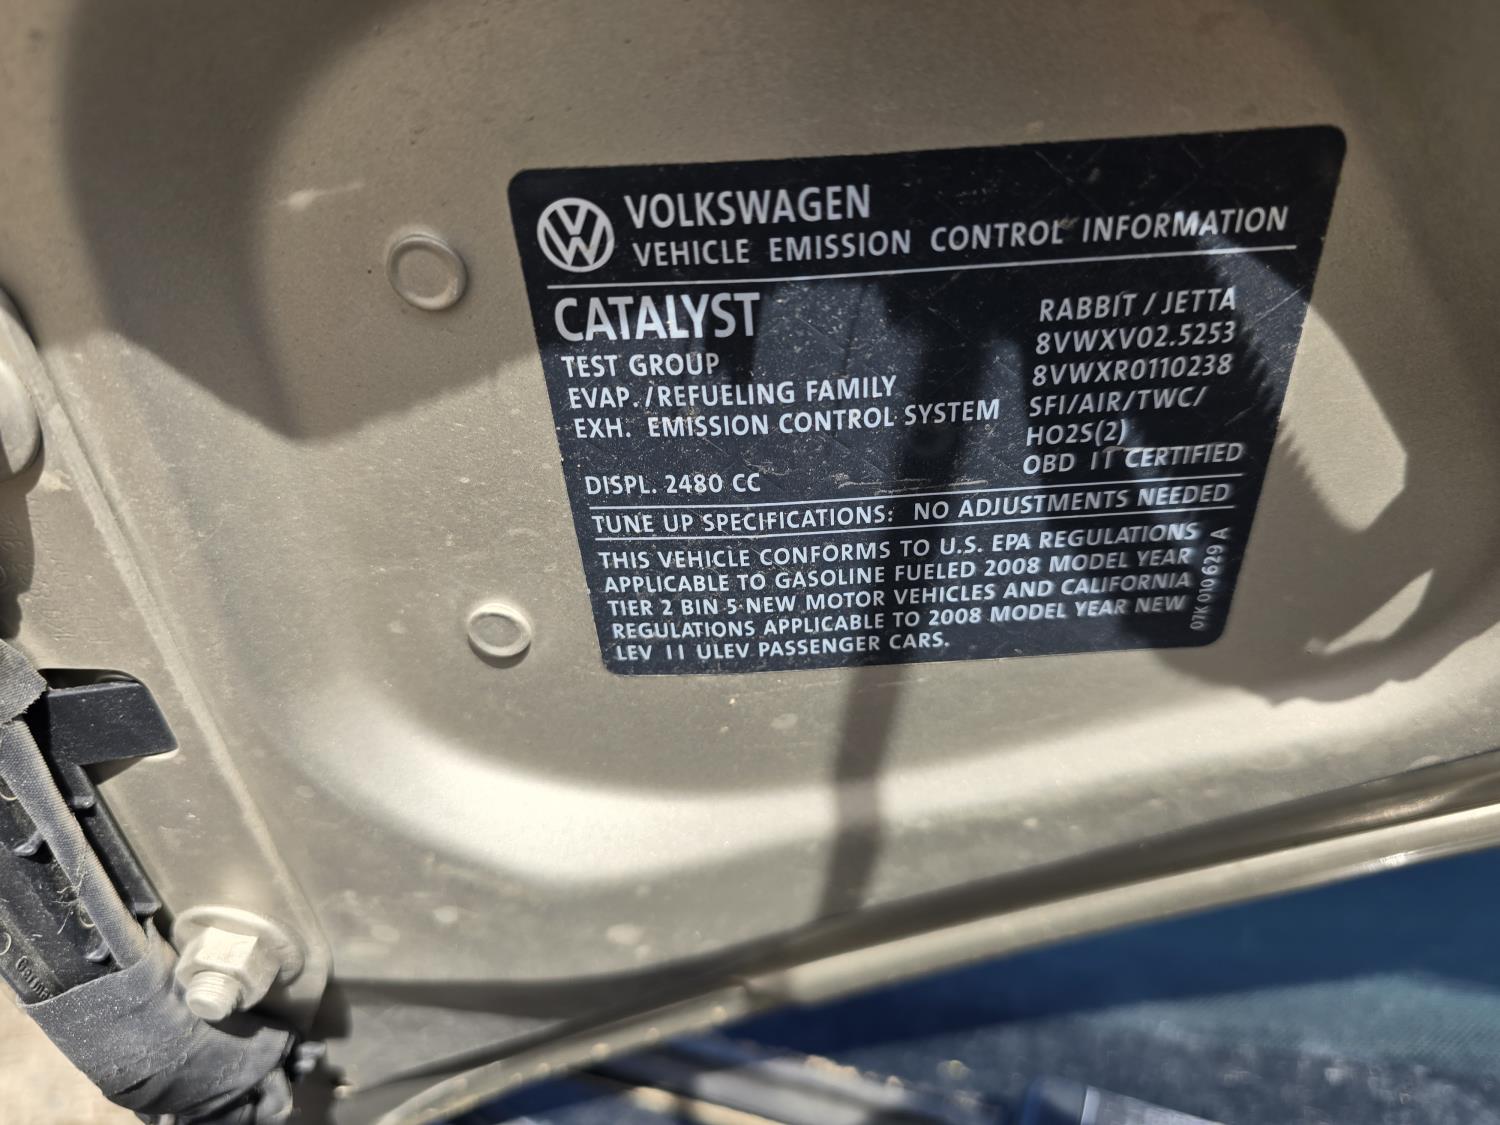 VOLKSWAGEN
VEHICLE EMISSION CONTROL INFORMATION
CATALYST RABBIT / JETTA
TEST GROUP 8VWXV02.5253
EVAP. /REFUELING FAMILY 8VWXR0110238
EXH. EMISSION CONTROL SYSTEM SFI/AIR/TWC/
HO2S(2)
DISPL. 2480 CC OBD II CERTIFIED
TUNE UP SPECIFICATIONS: NO ADJUSTMENTS NEEDED
THIS VEHICLE CONFORMS TO U.S. EPA REGULATIONS
APPLICABLE TO GASOLINE FUELED 2008 MODEL YEAR
TIER 2 BIN 5 NEW MOTOR VEHICLES AND CALIFORNIA
REGULATIONS APPLICABLE TO 2008 MODEL YEAR NEW
LEV II ULEV PASSENGER CARS.
07K 010 629 A